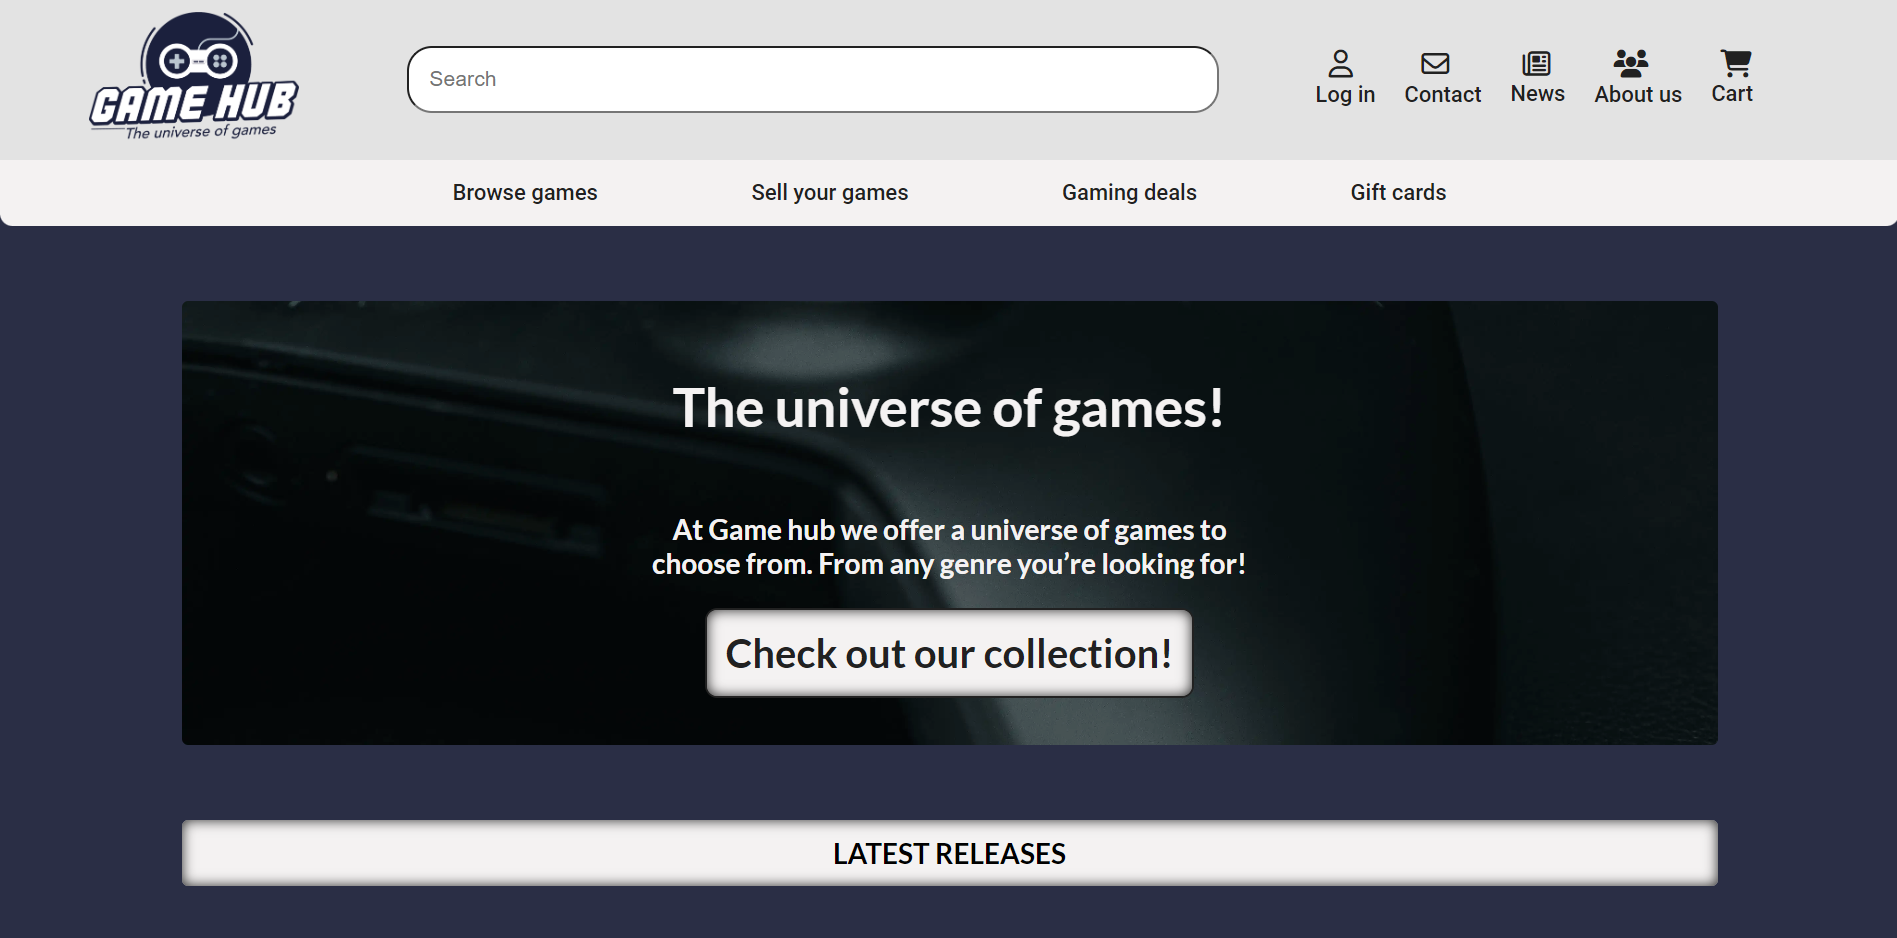 GAME HUB
The universe of games
Search
Log in
Contact
News
About us
Cart
Browse games
Sell your games
Gaming deals
Gift cards
The universe of games!
At Game hub we offer a universe of games to
choose from. From any genre you’re looking for!
Check out our collection!
LATEST RELEASES